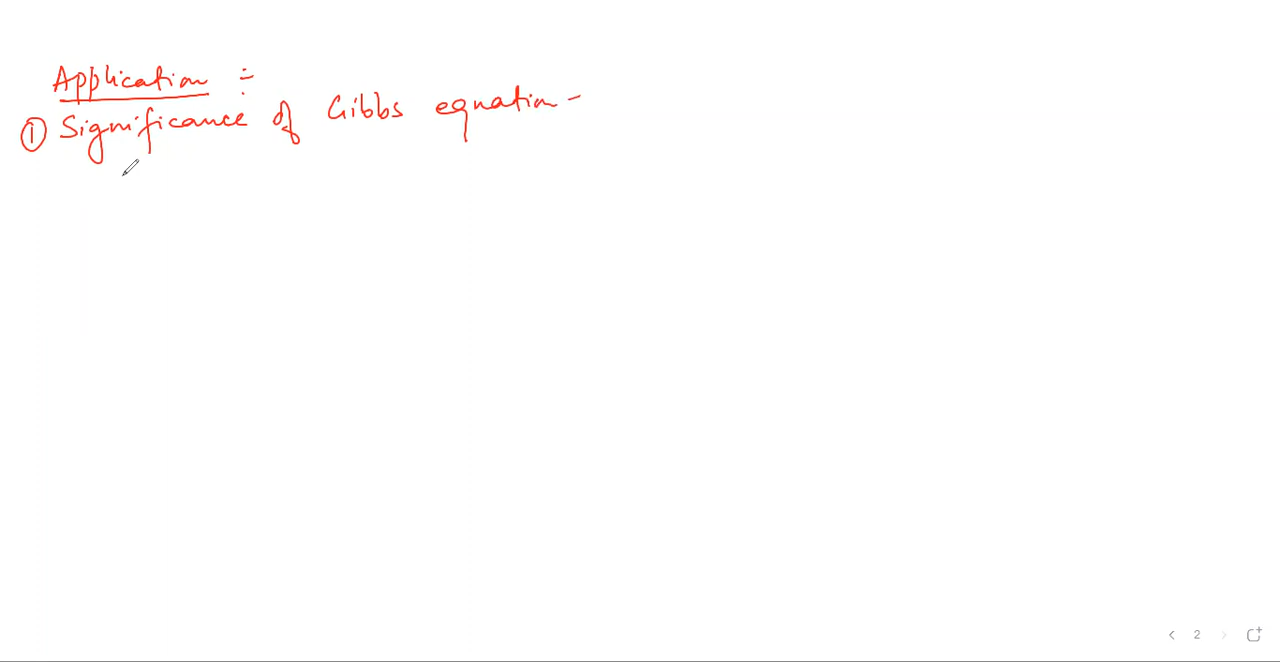 Application :-
① Significance of Gibbs equation -
2